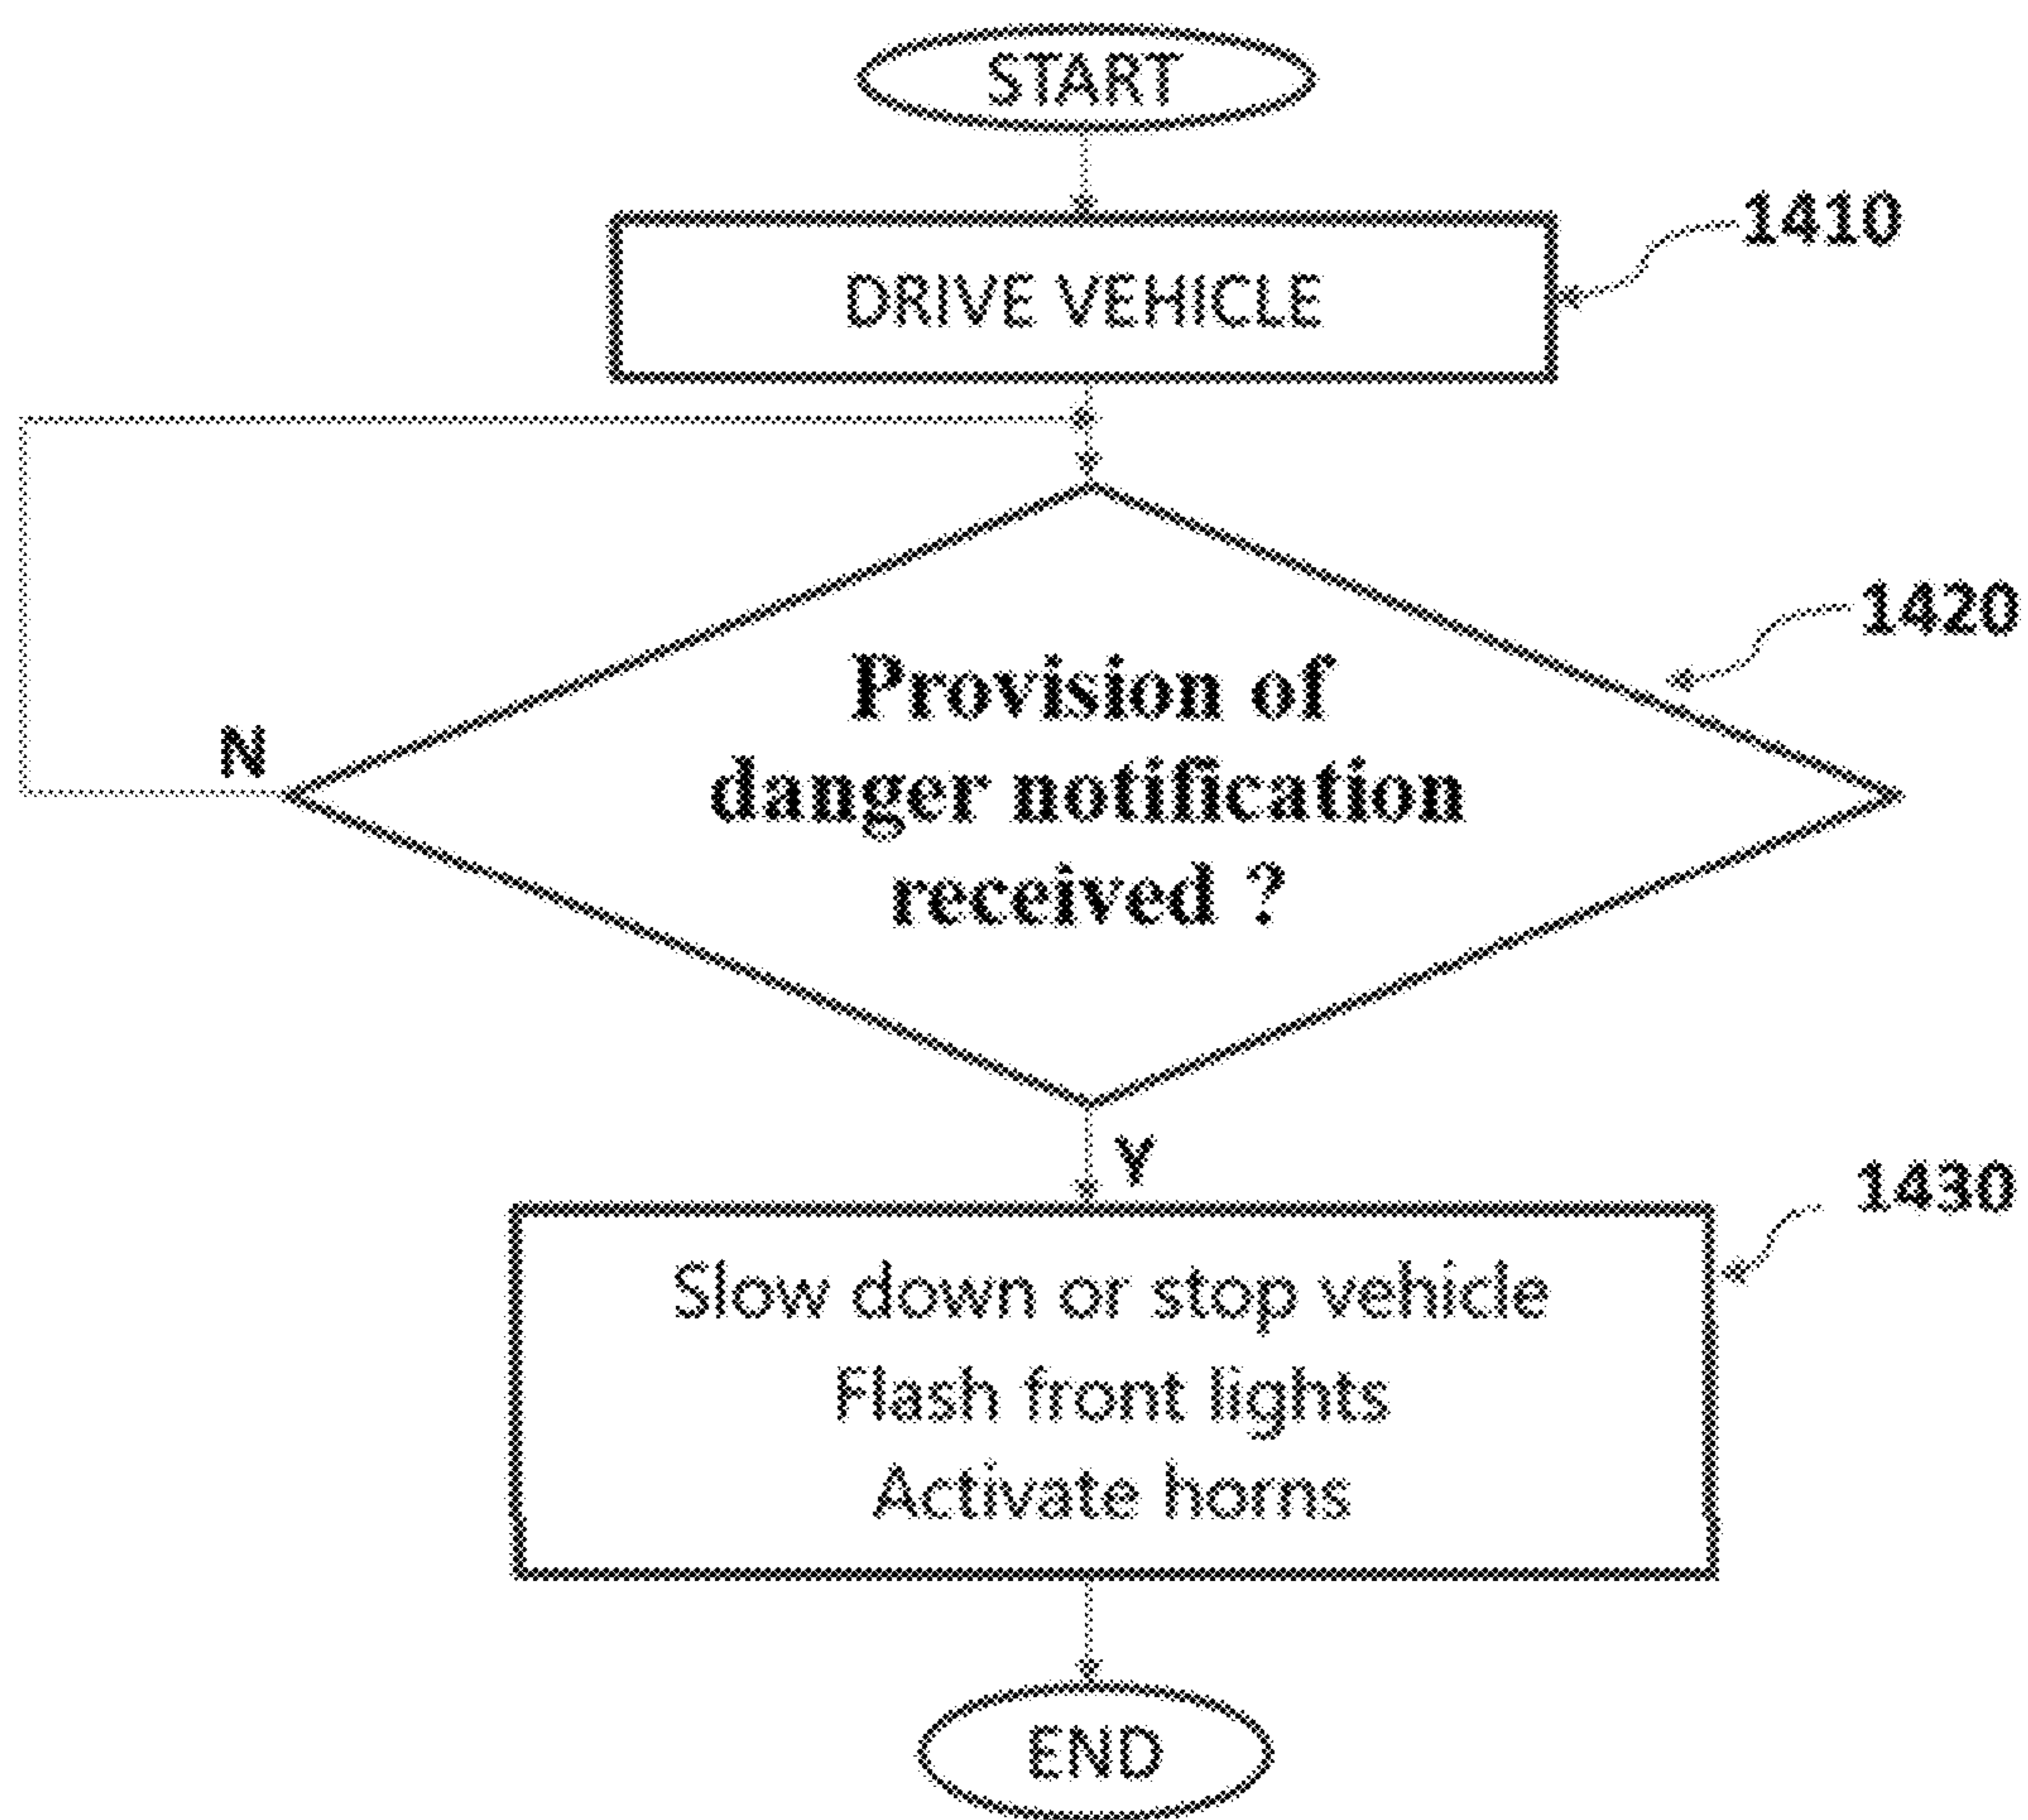 START
1410
DRIVE VEHICLE
1420
Provision of
danger notification
received ?
N
Y
1430
Slow down or stop vehicle
Flash front lights
Activate horns
END